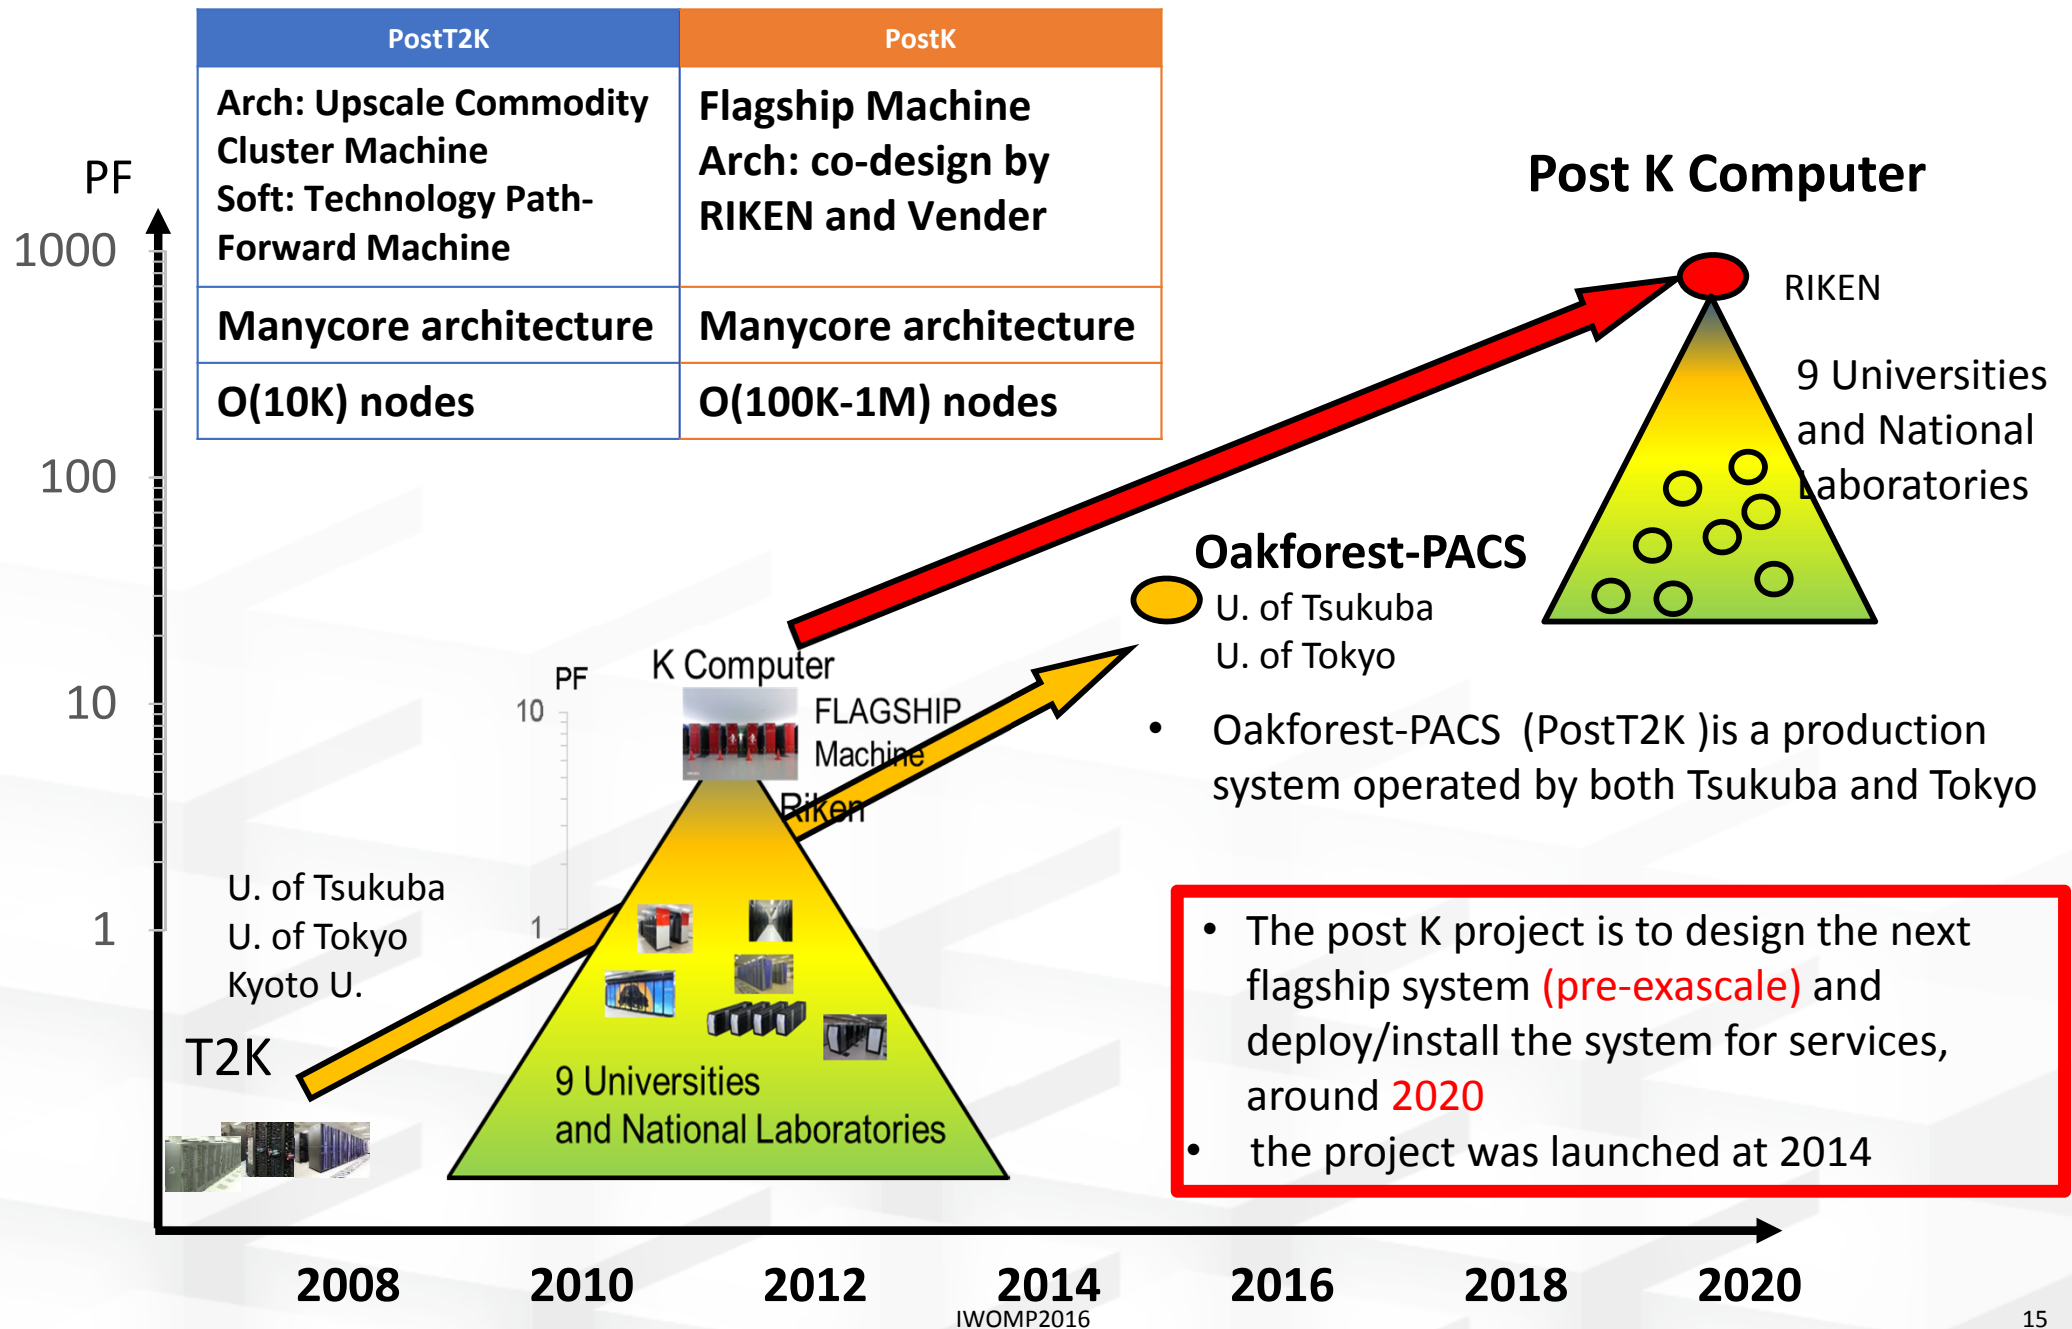 PostT2K
PostK
Arch: Upscale Commodity
Cluster Machine
Soft: Technology Path-
Forward Machine
Flagship Machine
Arch: co-design by
RIKEN and Vender
Manycore architecture
Manycore architecture
O(10K) nodes
O(100K-1M) nodes
PF
1000
100
10
1
Post K Computer
RIKEN
9 Universities
and National
Laboratories
Oakforest-PACS
U. of Tsukuba
U. of Tokyo
• Oakforest-PACS (PostT2K )is a production
system operated by both Tsukuba and Tokyo
PF
10
1
K Computer
FLAGSHIP
Machine
Riken
9 Universities
and National Laboratories
U. of Tsukuba
U. of Tokyo
Kyoto U.
T2K
• The post K project is to design the next
flagship system (pre-exascale) and
deploy/install the system for services,
around 2020
• the project was launched at 2014
2008 2010 2012 2014 2016 2018 2020
IWOMP2016
15